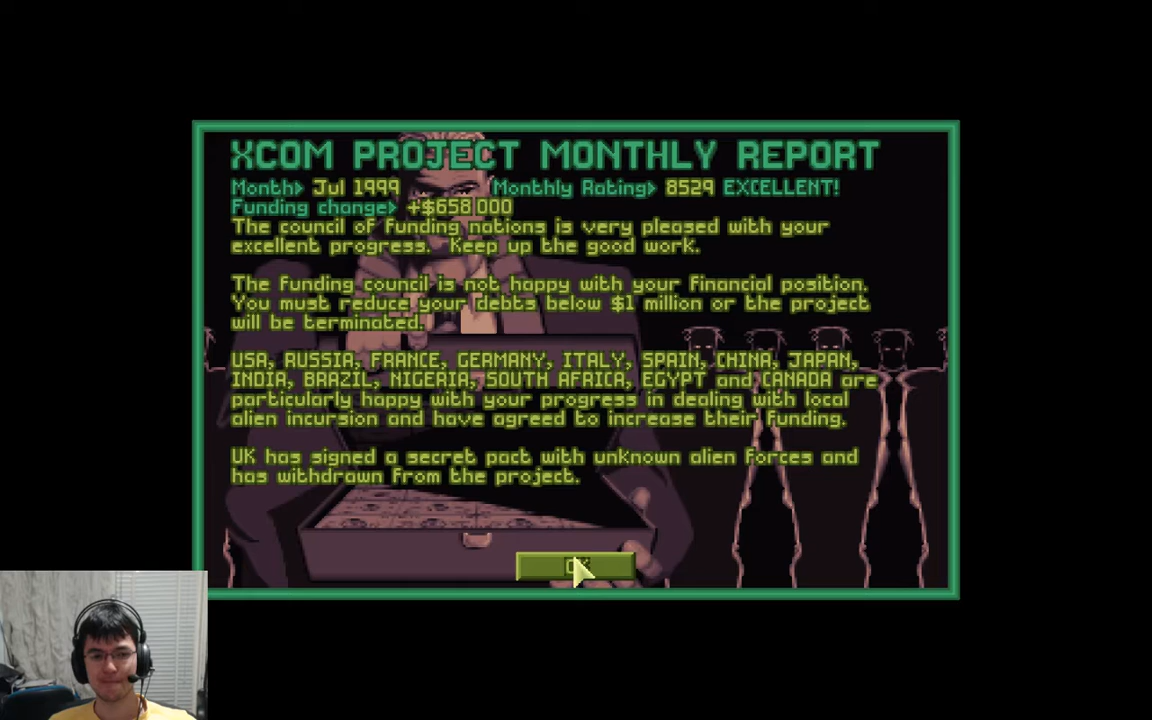 XCOM PROJECT MONTHLY REPORT
Month> Jul 1999 Monthly Rating> 8529 EXCELLENT!
Funding change> +$658 000
The council of funding nations is very pleased with your
excellent progress. Keep up the good work.
The funding council is not happy with your financial position.
You must reduce your debts below $1 million or the project
will be terminated.
USA, RUSSIA, FRANCE, GERMANY, ITALY, SPAIN, CHINA, JAPAN,
INDIA, BRAZIL, NIGERIA, SOUTH AFRICA, EGYPT and CANADA are
particularly happy with your progress in dealing with local
alien incursion and have agreed to increase their funding.
UK has signed a secret pact with unknown alien forces and
has withdrawn from the project.
OK